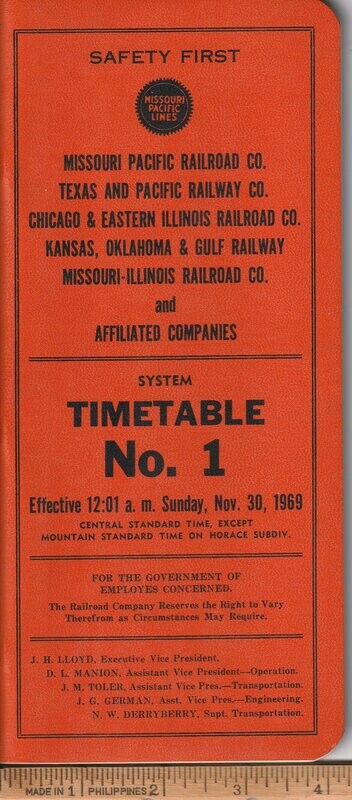 SAFETY FIRST
MISSOURI
PACIFIC
LINES
MISSOURI PACIFIC RAILROAD CO.
TEXAS AND PACIFIC RAILWAY CO.
CHICAGO & EASTERN ILLINOIS RAILROAD CO.
KANSAS, OKLAHOMA & GULF RAILWAY
MISSOURI-ILLINOIS RAILROAD CO.
and
AFFILIATED COMPANIES
SYSTEM
TIMETABLE
No. 1
Effective 12:01 a. m. Sunday, Nov. 30, 1969
CENTRAL STANDARD TIME, EXCEPT
MOUNTAIN STANDARD TIME ON HORACE SUBDIV.
FOR THE GOVERNMENT OF
EMPLOYES CONCERNED.
The Railroad Company Reserves the Right to Vary
Therefrom as Circumstances May Require.
J. H. LLOYD, Executive Vice President.
D. L. MANION, Assistant Vice President—Operation.
J. M. TOLER, Assistant Vice Pres.—Transportation.
J. G. GERMAN, Asst. Vice Pres.—Engineering.
N. W. DERRYBERRY, Supt. Transportation.
MADE IN 1 PHILIPPINES 2 3 4